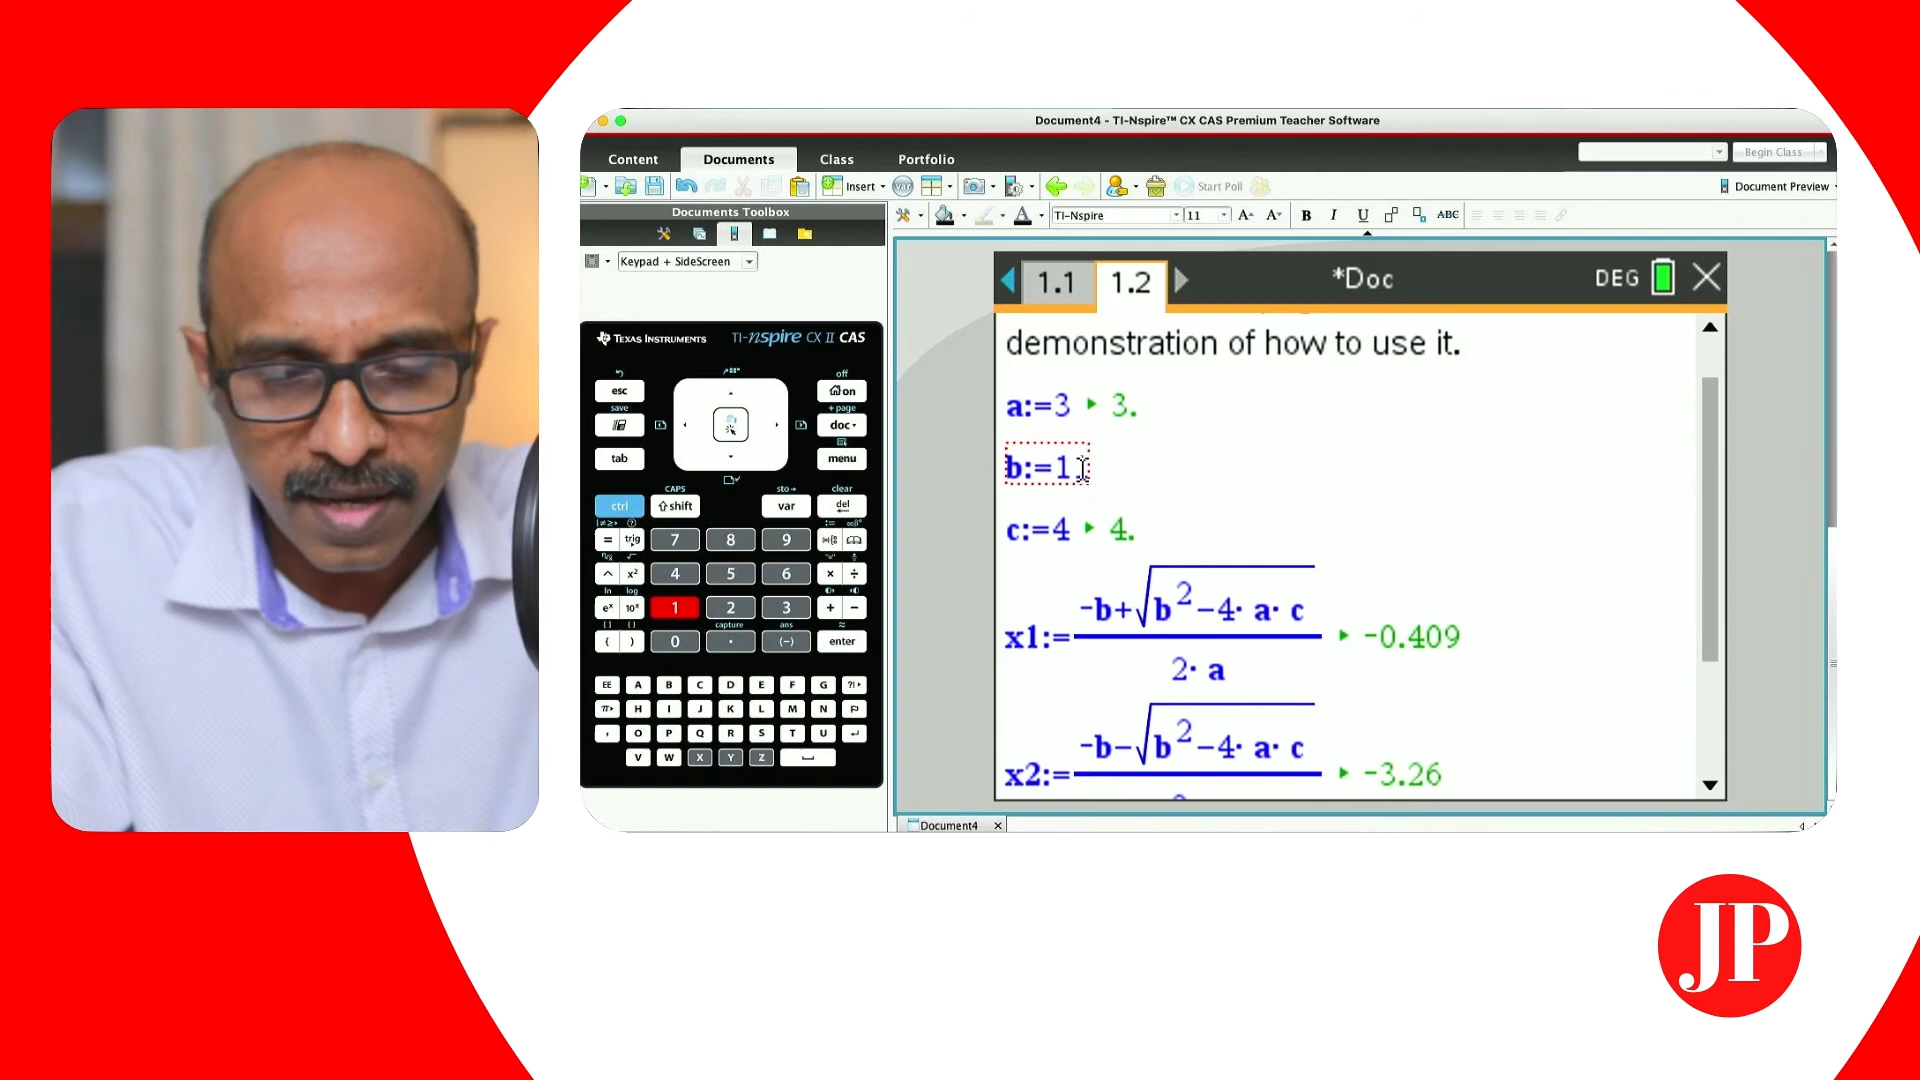 Document4 - TI-Nspire™ CX CAS Premium Teacher Software
Content Documents Class Portfolio
Begin Class
Insert Start Poll Document Preview
Documents Toolbox
TI-Nspire 11 B I U ABC
Keypad + SideScreen
1.1 1.2 *Doc DEG
demonstration of how to use it.
a:=3 ▸ 3.
b:=1
c:=4 ▸ 4.
x1:=(-b+√(b²-4·a·c))/(2·a) ▸ -0.409
x2:=(-b-√(b²-4·a·c)) ▸ -3.26
Document4
TEXAS INSTRUMENTS TI-nspire CX II CAS
off
esc on
save + page
doc
tab menu
CAPS sto→ clear
ctrl shift var del
= trig 7 8 9
^ x² 4 5 6 × ÷
ln log
eˣ 10ˣ 1 2 3 + −
[ ] { } capture ans ≈
( ) 0 . (−) enter
EE A B C D E F G ?!▸
π▸ H I J K L M N
, O P Q R S T U
V W X Y Z
JP